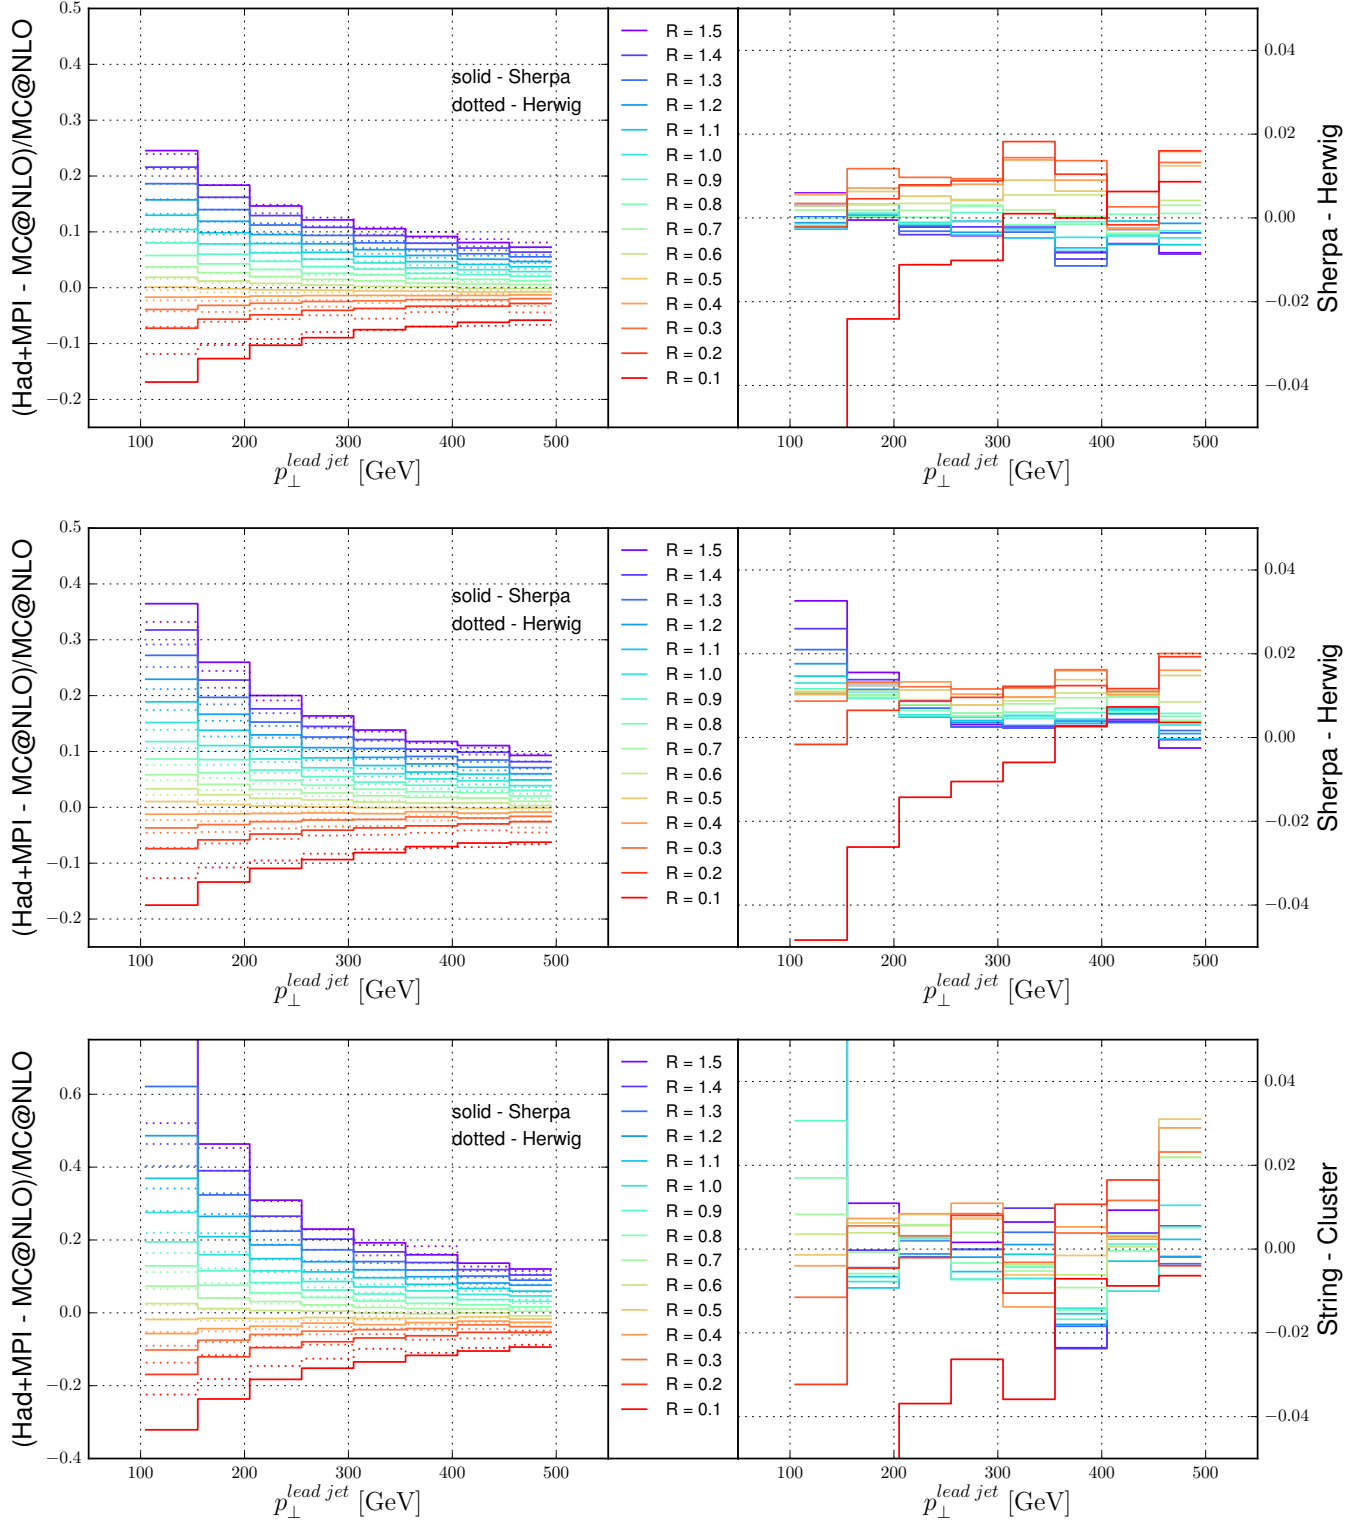 (Had+MPI - MC@NLO)/MC@NLO
0.5
0.4
0.3
0.2
0.1
0.0
−0.1
−0.2
solid - Sherpa
dotted - Herwig
100 200 300 400 500
p⊥^{lead jet} [GeV]
R = 1.5
R = 1.4
R = 1.3
R = 1.2
R = 1.1
R = 1.0
R = 0.9
R = 0.8
R = 0.7
R = 0.6
R = 0.5
R = 0.4
R = 0.3
R = 0.2
R = 0.1
0.04
0.02
0.00
−0.02
−0.04
Sherpa - Herwig
100 200 300 400 500
p⊥^{lead jet} [GeV]
(Had+MPI - MC@NLO)/MC@NLO
0.5
0.4
0.3
0.2
0.1
0.0
−0.1
−0.2
solid - Sherpa
dotted - Herwig
100 200 300 400 500
p⊥^{lead jet} [GeV]
R = 1.5
R = 1.4
R = 1.3
R = 1.2
R = 1.1
R = 1.0
R = 0.9
R = 0.8
R = 0.7
R = 0.6
R = 0.5
R = 0.4
R = 0.3
R = 0.2
R = 0.1
0.04
0.02
0.00
−0.02
−0.04
Sherpa - Herwig
100 200 300 400 500
p⊥^{lead jet} [GeV]
(Had+MPI - MC@NLO)/MC@NLO
0.6
0.4
0.2
0.0
−0.2
−0.4
solid - Sherpa
dotted - Herwig
100 200 300 400 500
p⊥^{lead jet} [GeV]
R = 1.5
R = 1.4
R = 1.3
R = 1.2
R = 1.1
R = 1.0
R = 0.9
R = 0.8
R = 0.7
R = 0.6
R = 0.5
R = 0.4
R = 0.3
R = 0.2
R = 0.1
0.04
0.02
0.00
−0.02
−0.04
String - Cluster
100 200 300 400 500
p⊥^{lead jet} [GeV]